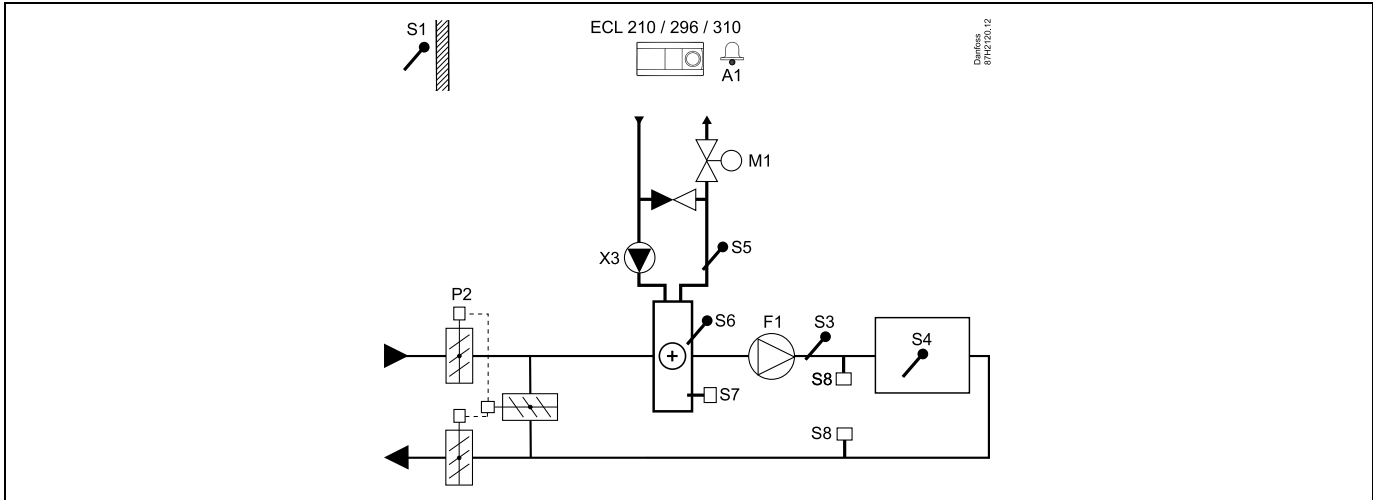 S1
ECL 210 / 296 / 310
A1
Danfoss
87H2120.12
M1
S5
X3
P2
S6
F1
S3
S4
S8
S7
S8